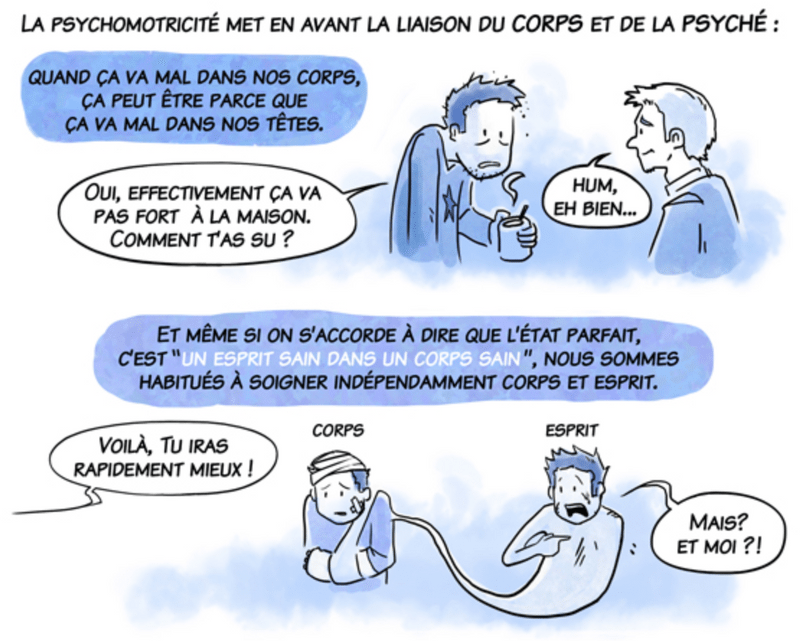 LA PSYCHOMOTRICITÉ MET EN AVANT LA LIAISON DU CORPS ET DE LA PSYCHÉ :
QUAND ÇA VA MAL DANS NOS CORPS,
ÇA PEUT ÊTRE PARCE QUE
ÇA VA MAL DANS NOS TÊTES.
OUI, EFFECTIVEMENT ÇA VA
PAS FORT À LA MAISON.
COMMENT T'AS SU ?
HUM,
EH BIEN...
ET MÊME SI ON S'ACCORDE À DIRE QUE L'ÉTAT PARFAIT,
C'EST "UN ESPRIT SAIN DANS UN CORPS SAIN", NOUS SOMMES
HABITUÉS À SOIGNER INDÉPENDAMMENT CORPS ET ESPRIT.
VOILÀ, TU IRAS
RAPIDEMENT MIEUX !
CORPS
ESPRIT
MAIS?
ET MOI ?!